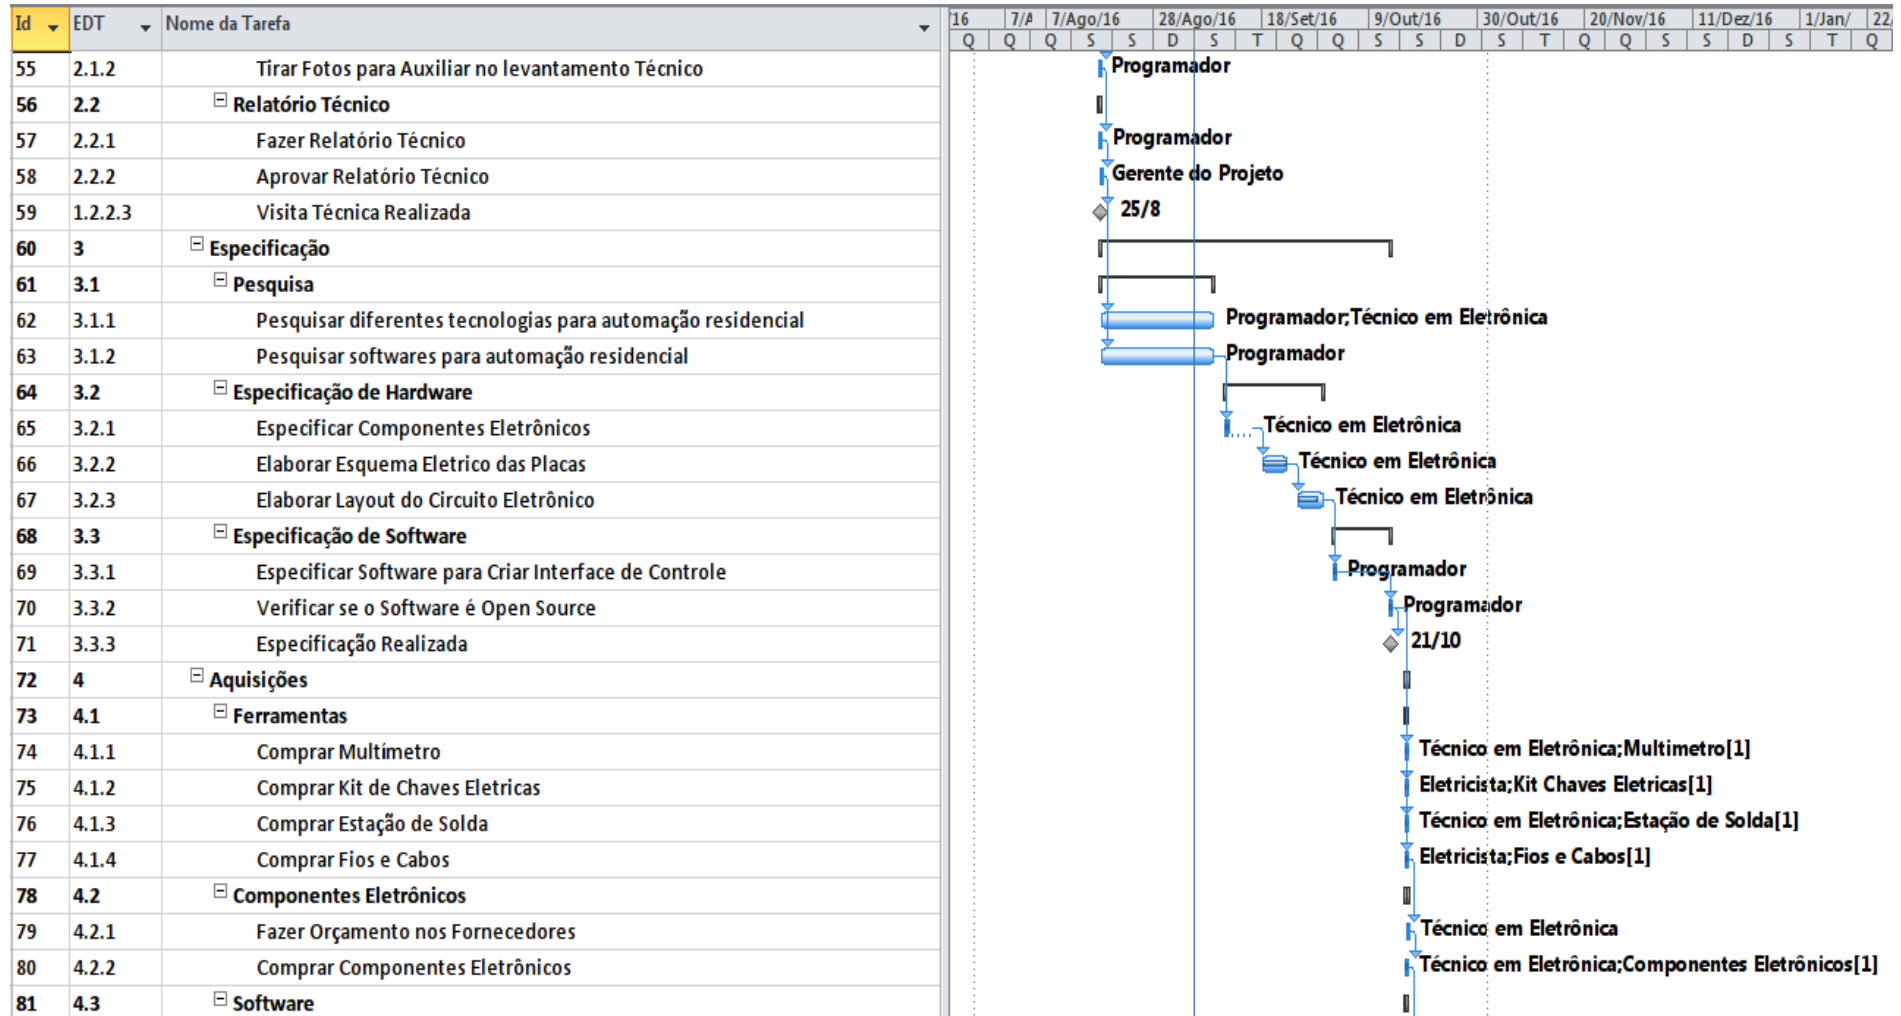 Id EDT Nome da Tarefa '16 7/A 7/Ago/16 28/Ago/16 18/Set/16 9/Out/16 30/Out/16 20/Nov/16 11/Dez/16 1/Jan/ 22
Q Q Q S S D S T Q Q S S D S T Q Q S S D S T Q
55 2.1.2 Tirar Fotos para Auxiliar no levantamento Técnico Programador
56 2.2 Relatório Técnico
57 2.2.1 Fazer Relatório Técnico Programador
58 2.2.2 Aprovar Relatório Técnico Gerente do Projeto
59 1.2.2.3 Visita Técnica Realizada 25/8
60 3 Especificação
61 3.1 Pesquisa
62 3.1.1 Pesquisar diferentes tecnologias para automação residencial Programador;Técnico em Eletrônica
63 3.1.2 Pesquisar softwares para automação residencial Programador
64 3.2 Especificação de Hardware
65 3.2.1 Especificar Componentes Eletrônicos Técnico em Eletrônica
66 3.2.2 Elaborar Esquema Eletrico das Placas Técnico em Eletrônica
67 3.2.3 Elaborar Layout do Circuito Eletrônico Técnico em Eletrônica
68 3.3 Especificação de Software
69 3.3.1 Especificar Software para Criar Interface de Controle Programador
70 3.3.2 Verificar se o Software é Open Source Programador
71 3.3.3 Especificação Realizada 21/10
72 4 Aquisições
73 4.1 Ferramentas
74 4.1.1 Comprar Multímetro Técnico em Eletrônica;Multimetro[1]
75 4.1.2 Comprar Kit de Chaves Eletricas Eletricista;Kit Chaves Eletricas[1]
76 4.1.3 Comprar Estação de Solda Técnico em Eletrônica;Estação de Solda[1]
77 4.1.4 Comprar Fios e Cabos Eletricista;Fios e Cabos[1]
78 4.2 Componentes Eletrônicos
79 4.2.1 Fazer Orçamento nos Fornecedores Técnico em Eletrônica
80 4.2.2 Comprar Componentes Eletrônicos Técnico em Eletrônica;Componentes Eletrônicos[1]
81 4.3 Software